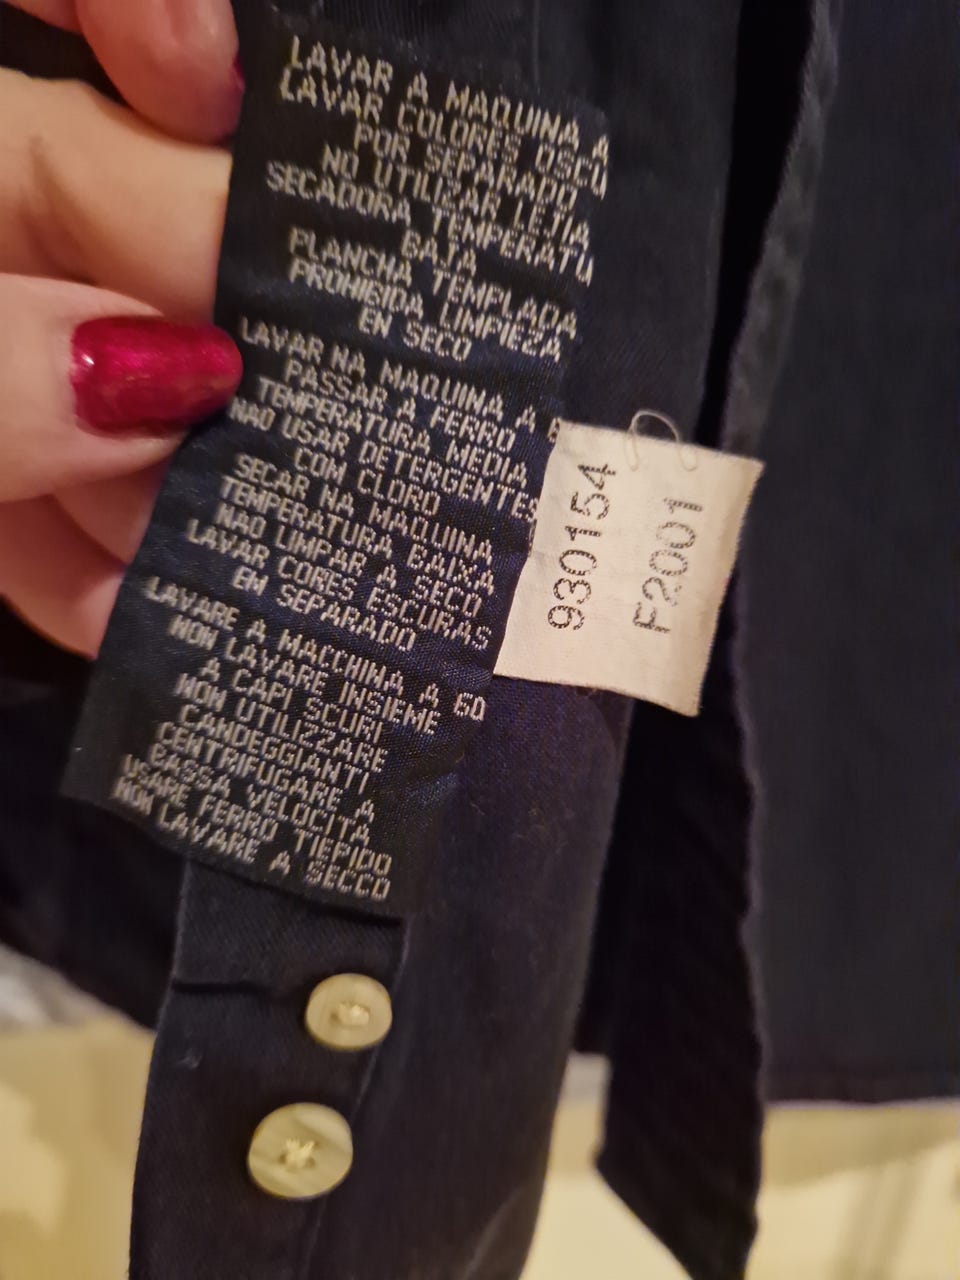 LAVAR A MAQUINA A
LAVAR COLORES OSCU
POR SEPARADO
NO UTILIZAR LEJIA
SECADORA TEMPERATU
BAJA
PLANCHA TEMPLADA
PROHIBIDA LIMPIEZA
EN SECO
LAVAR NA MAQUINA A
PASSAR A FERRO
TEMPERATURA MEDIA
NAO USAR DETERGENTES
COM CLORO
SECAR NA MAQUINA
TEMPERATURA BAIXA
NAO LIMPAR A SECO
LAVAR CORES ESCURAS
EM SEPARADO
LAVARE A MACCHINA A 60
NON LAVARE INSIEME
A CAPI SCURI
NON UTILIZZARE
CANDEGGIANTI
CENTRIFUGARE A
BASSA VELOCITA
USARE FERRO TIEPIDO
NON LAVARE A SECCO
930154
F2001